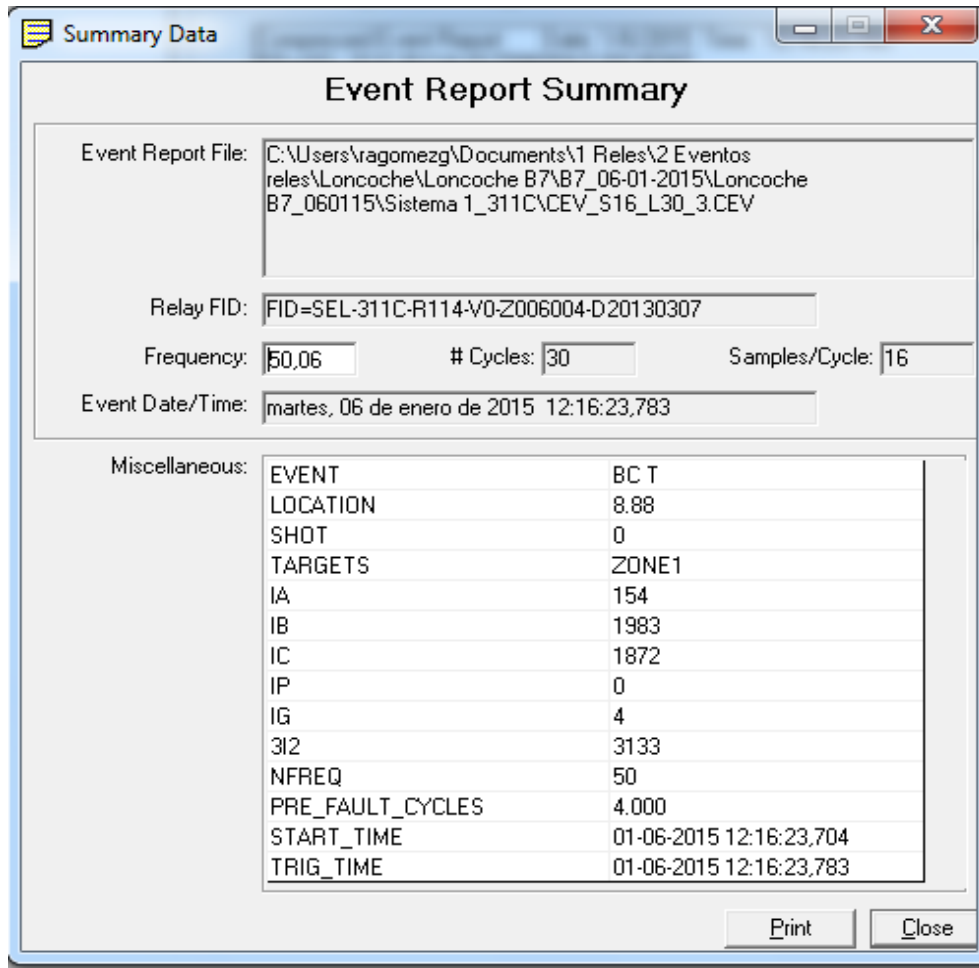 Summary Data
Event Report Summary
Event Report File: C:\Users\ragomezg\Documents\1 Reles\2 Eventos
reles\Loncoche\Loncoche B7\B7_06-01-2015\Loncoche
B7_060115\Sistema 1_311C\CEV_S16_L30_3.CEV
Relay FID: FID=SEL-311C-R114-V0-Z006004-D20130307
Frequency: 50,06 # Cycles: 30 Samples/Cycle: 16
Event Date/Time: martes, 06 de enero de 2015 12:16:23,783
Miscellaneous:
EVENT BC T
LOCATION 8.88
SHOT 0
TARGETS ZONE1
IA 154
IB 1983
IC 1872
IP 0
IG 4
3I2 3133
NFREQ 50
PRE_FAULT_CYCLES 4.000
START_TIME 01-06-2015 12:16:23,704
TRIG_TIME 01-06-2015 12:16:23,783
Print Close